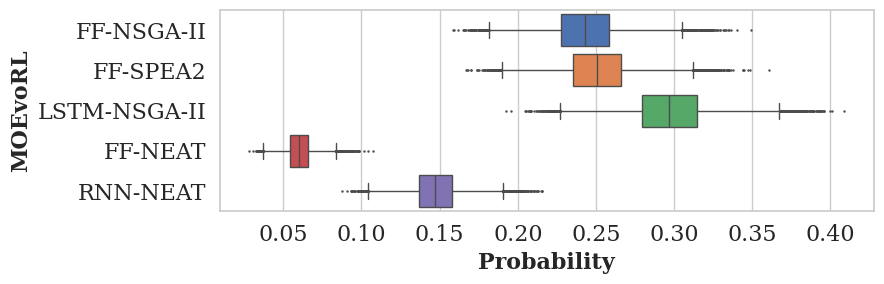 MOEvoRL
FF-NSGA-II
FF-SPEA2
LSTM-NSGA-II
FF-NEAT
RNN-NEAT
0.05 0.10 0.15 0.20 0.25 0.30 0.35 0.40
Probability